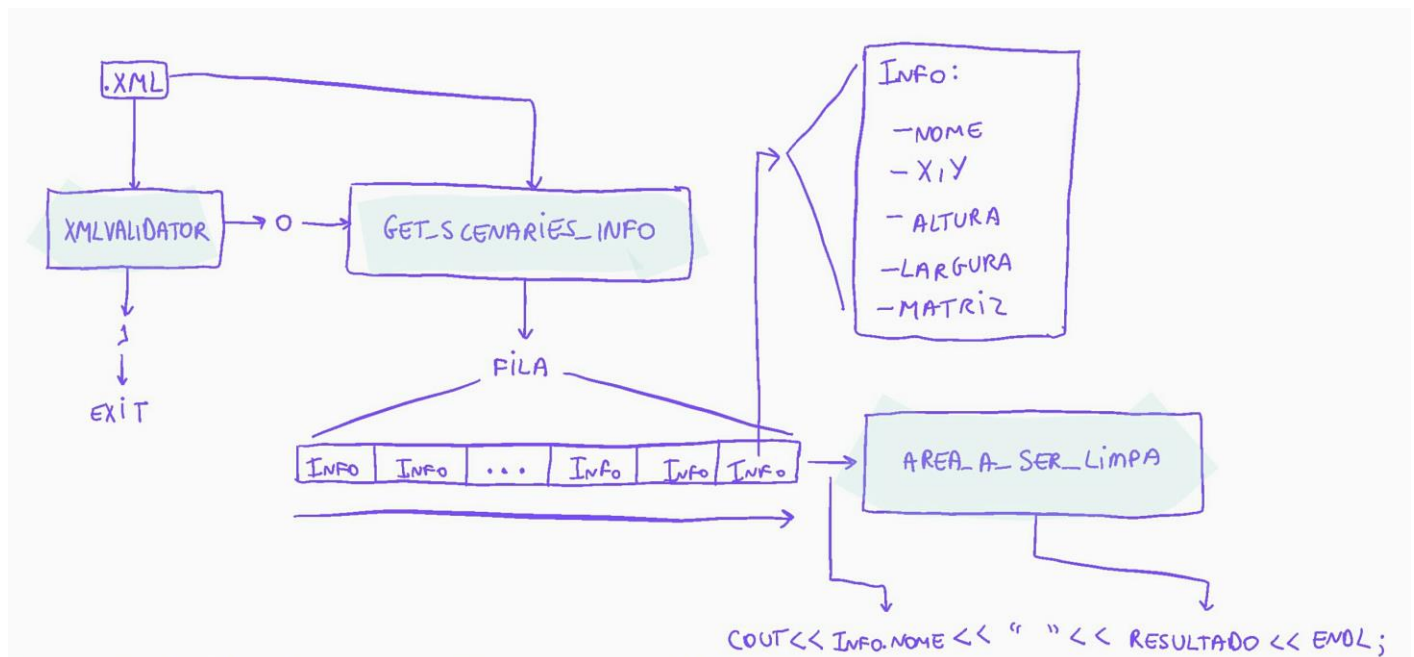 .XML
XMLVALIDATOR
O
GET_SCENARIES_INFO
1
EXIT
FILA
INFO INFO ... INFO INFO INFO
INFO:
-NOME
-X,Y
-ALTURA
-LARGURA
-MATRIZ
AREA_A_SER_LIMPA
COUT << INFO.NOME << “ ” << RESULTADO << ENDL;